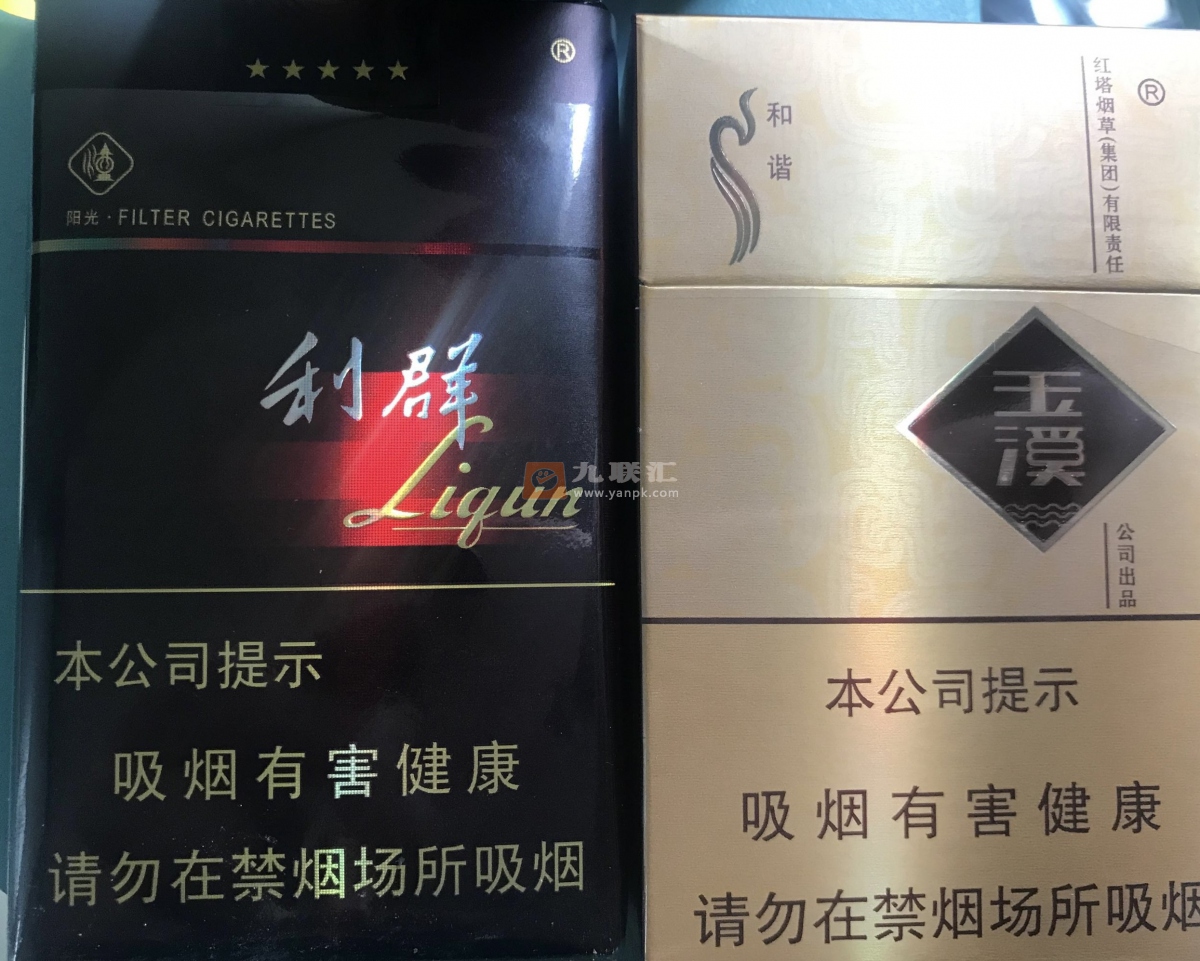 ★★★★★
®
阳光·FILTER CIGARETTES
利群
Liqun
本公司提示
吸烟有害健康
请勿在禁烟场所吸烟
和谐
红塔烟草(集团)有限责任
®
玉溪
公司出品
本公司提示
吸烟有害健康
请勿在禁烟场所吸烟
九联汇
www.yanpk.com